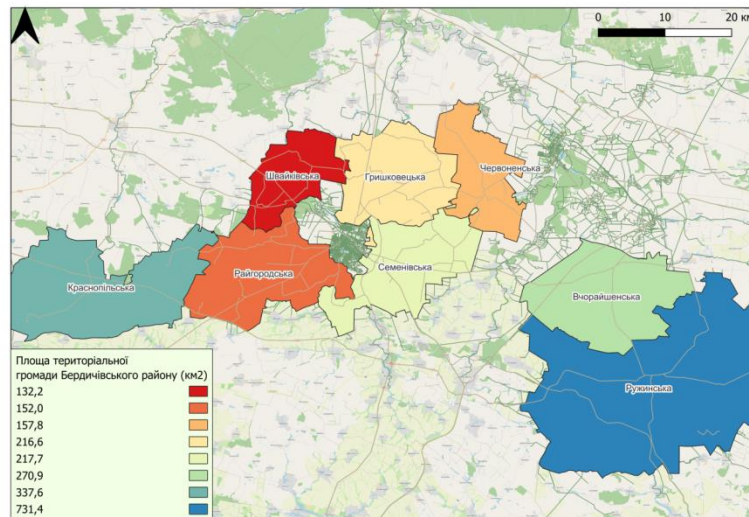 0 10 20 км
Швайківська
Гришковецька
Червоненська
Краснопільська
Райгородська
Семенівська
Вчорайшенська
Ружинська
Площа територіальної
громади Бердичівського району (км2)
132,2
152,0
157,8
216,6
217,7
270,9
337,6
731,4